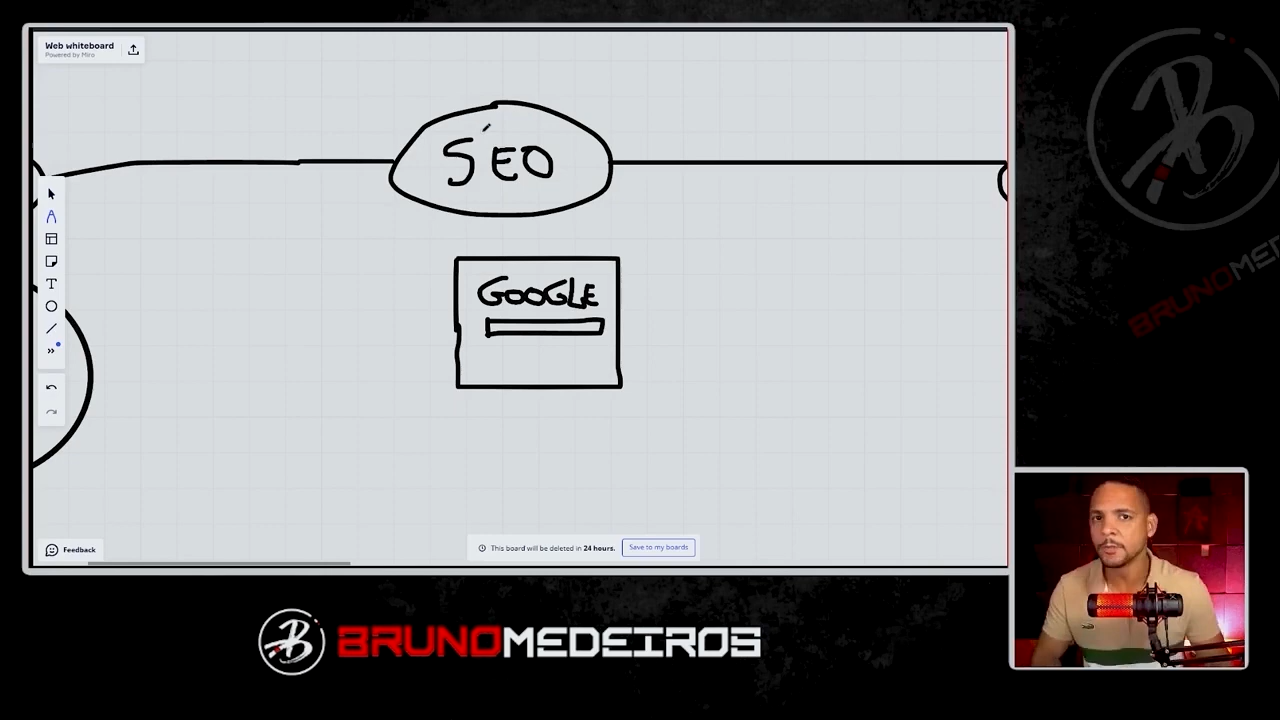 Web whiteboard
Powered by Miro
SEO
GOOGLE
T
Feedback
This board will be deleted in 24 hours. Save to my boards
B BRUNOMEDEIROS
B
BRUNOME